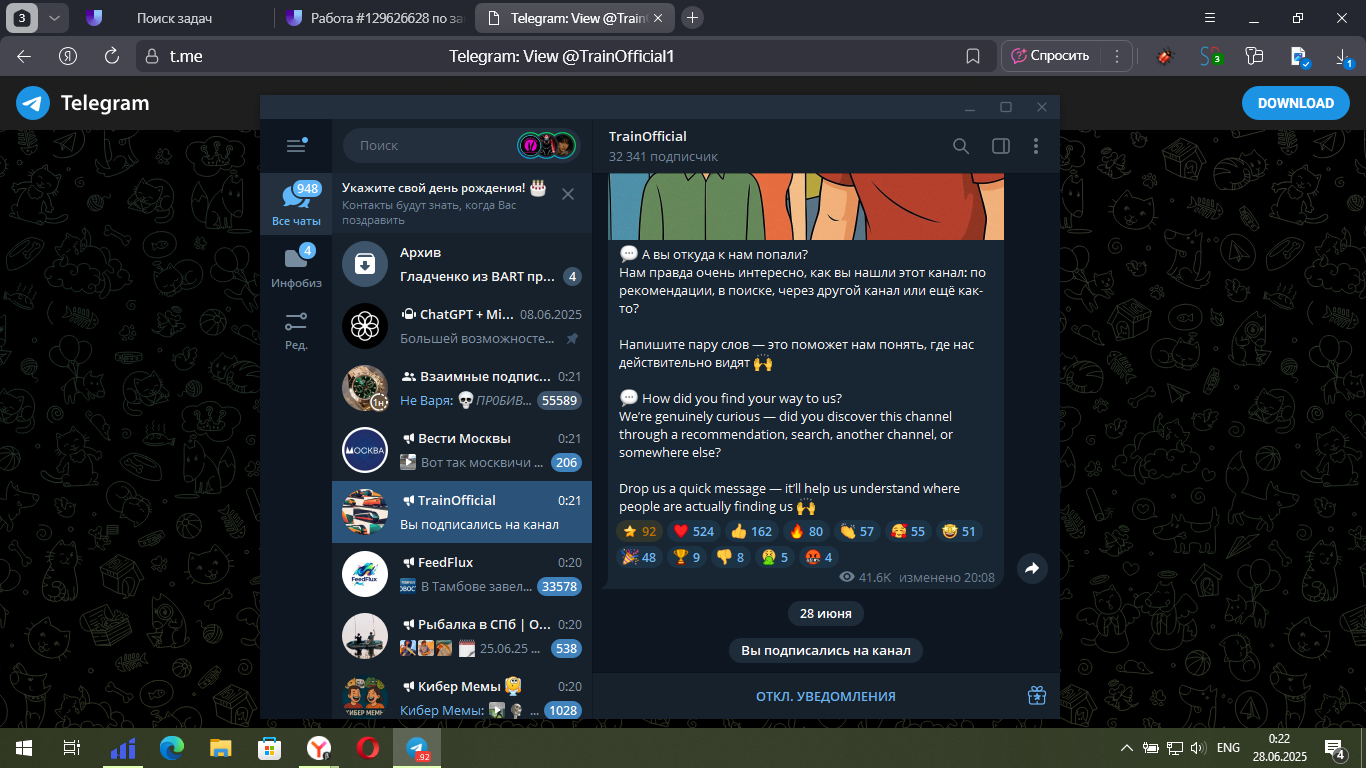 3
Поиск задач
Работа #129626628 по за
Telegram: View @Train
t.me
Telegram: View @TrainOfficial1
Спросить
3
1
Telegram
DOWNLOAD
Поиск
TrainOfficial
32 341 подписчик
948
Все чаты
4
Инфобиз
Ред.
Укажите свой день рождения! 🎂
Контакты будут знать, когда Вас
поздравить
Архив
Гладченко из BART пр... 4
ChatGPT + Mi... 08.06.2025
Большей возможносте...
Взаимные подпис... 0:21
1н
Не Варя: 💀 ПР0БИВ... 55589
МОСКВА
Вести Москвы 0:21
Вот так москвичи ... 206
TrainOfficial 0:21
Вы подписались на канал
FeedFlux
FeedFlux 0:20
В Тамбове завел... 33578
Рыбалка в СПб | О... 0:20
25.06.25 ... 538
Кибер Мемы 0:20
Кибер Мемы: ... 1028
💬 А вы откуда к нам попали?
Нам правда очень интересно, как вы нашли этот канал: по
рекомендации, в поиске, через другой канал или ещё как-
то?
Напишите пару слов — это поможет нам понять, где нас
действительно видят 🙌
💬 How did you find your way to us?
We’re genuinely curious — did you discover this channel
through a recommendation, search, another channel, or
somewhere else?
Drop us a quick message — it’ll help us understand where
people are actually finding us 🙌
⭐ 92 ❤️ 524 👍 162 🔥 80 👏 57 🥰 55 🤩 51
🎉 48 🏆 9 👎 8 🤮 5 🤬 4
41.6K изменено 20:08
28 июня
Вы подписались на канал
ОТКЛ. УВЕДОМЛЕНИЯ
..92
ENG
0:22
28.06.2025
4